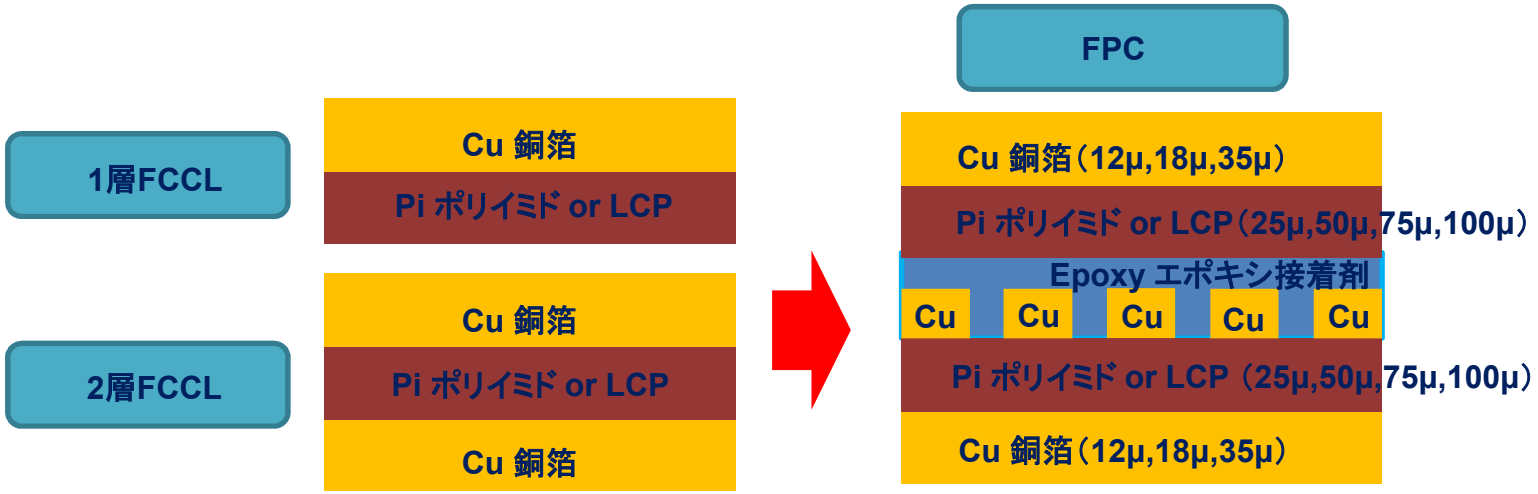 FPC
1層FCCL
Cu 銅箔
Pi ポリイミド or LCP
2層FCCL
Cu 銅箔
Pi ポリイミド or LCP
Cu 銅箔
Cu 銅箔(12μ,18μ,35μ)
Pi ポリイミド or LCP(25μ,50μ,75μ,100μ)
Epoxy エポキシ接着剤
Cu Cu Cu Cu Cu
Pi ポリイミド or LCP (25μ,50μ,75μ,100μ)
Cu 銅箔(12μ,18μ,35μ)